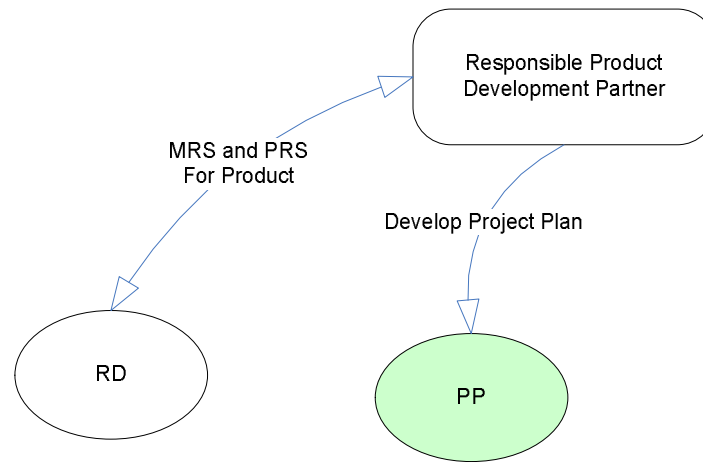 Responsible Product
Development Partner
MRS and PRS
For Product
Develop Project Plan
RD
PP